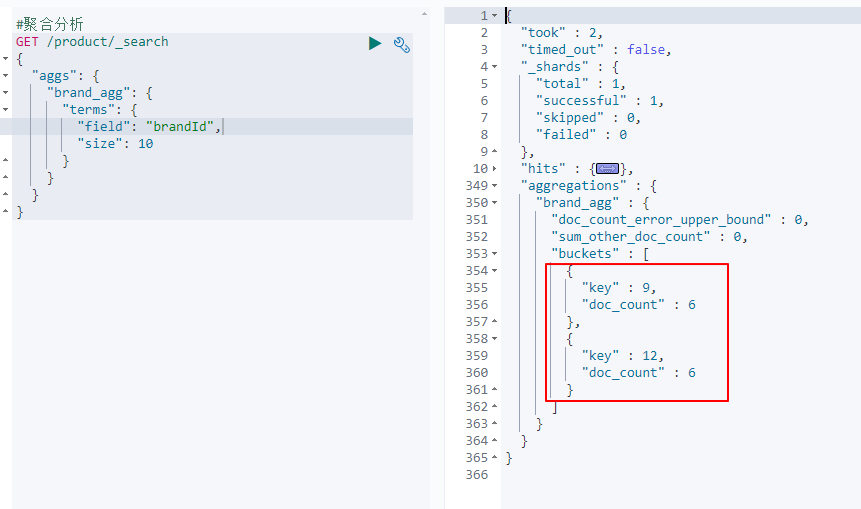 #聚合分析
GET /product/_search
{
  "aggs": {
    "brand_agg": {
      "terms": {
        "field": "brandId",
        "size": 10
      }
    }
  }
}
1 {
2   "took" : 2,
3   "timed_out" : false,
4   "_shards" : {
5     "total" : 1,
6     "successful" : 1,
7     "skipped" : 0,
8     "failed" : 0
9   },
10   "hits" : {},
349   "aggregations" : {
350     "brand_agg" : {
351       "doc_count_error_upper_bound" : 0,
352       "sum_other_doc_count" : 0,
353       "buckets" : [
354         {
355           "key" : 9,
356           "doc_count" : 6
357         },
358         {
359           "key" : 12,
360           "doc_count" : 6
361         }
362       ]
363     }
364   }
365 }
366